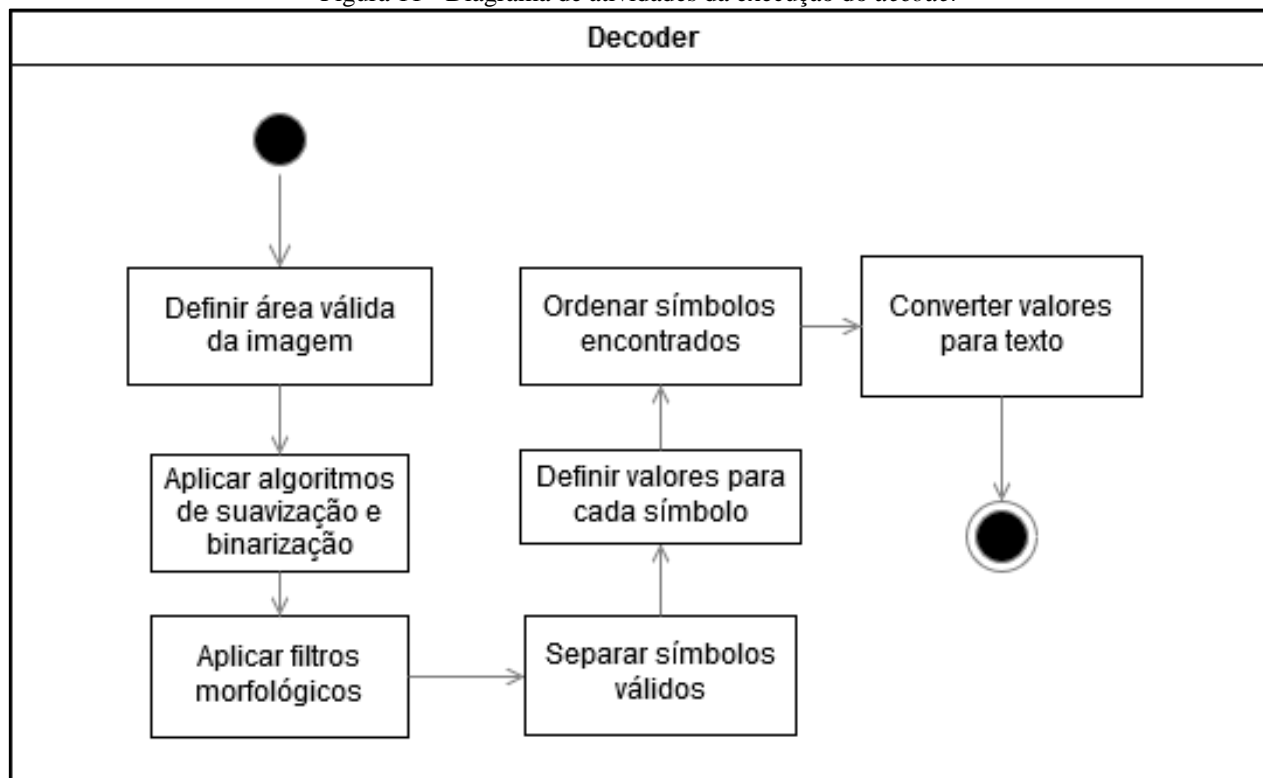 Figura 11 - Diagrama de atividades da execução do decode.
Decoder
Definir área válida
da imagem
Aplicar algoritmos
de suavização e
binarização
Aplicar filtros
morfológicos
Separar símbolos
válidos
Definir valores para
cada símbolo
Ordenar símbolos
encontrados
Converter valores
para texto